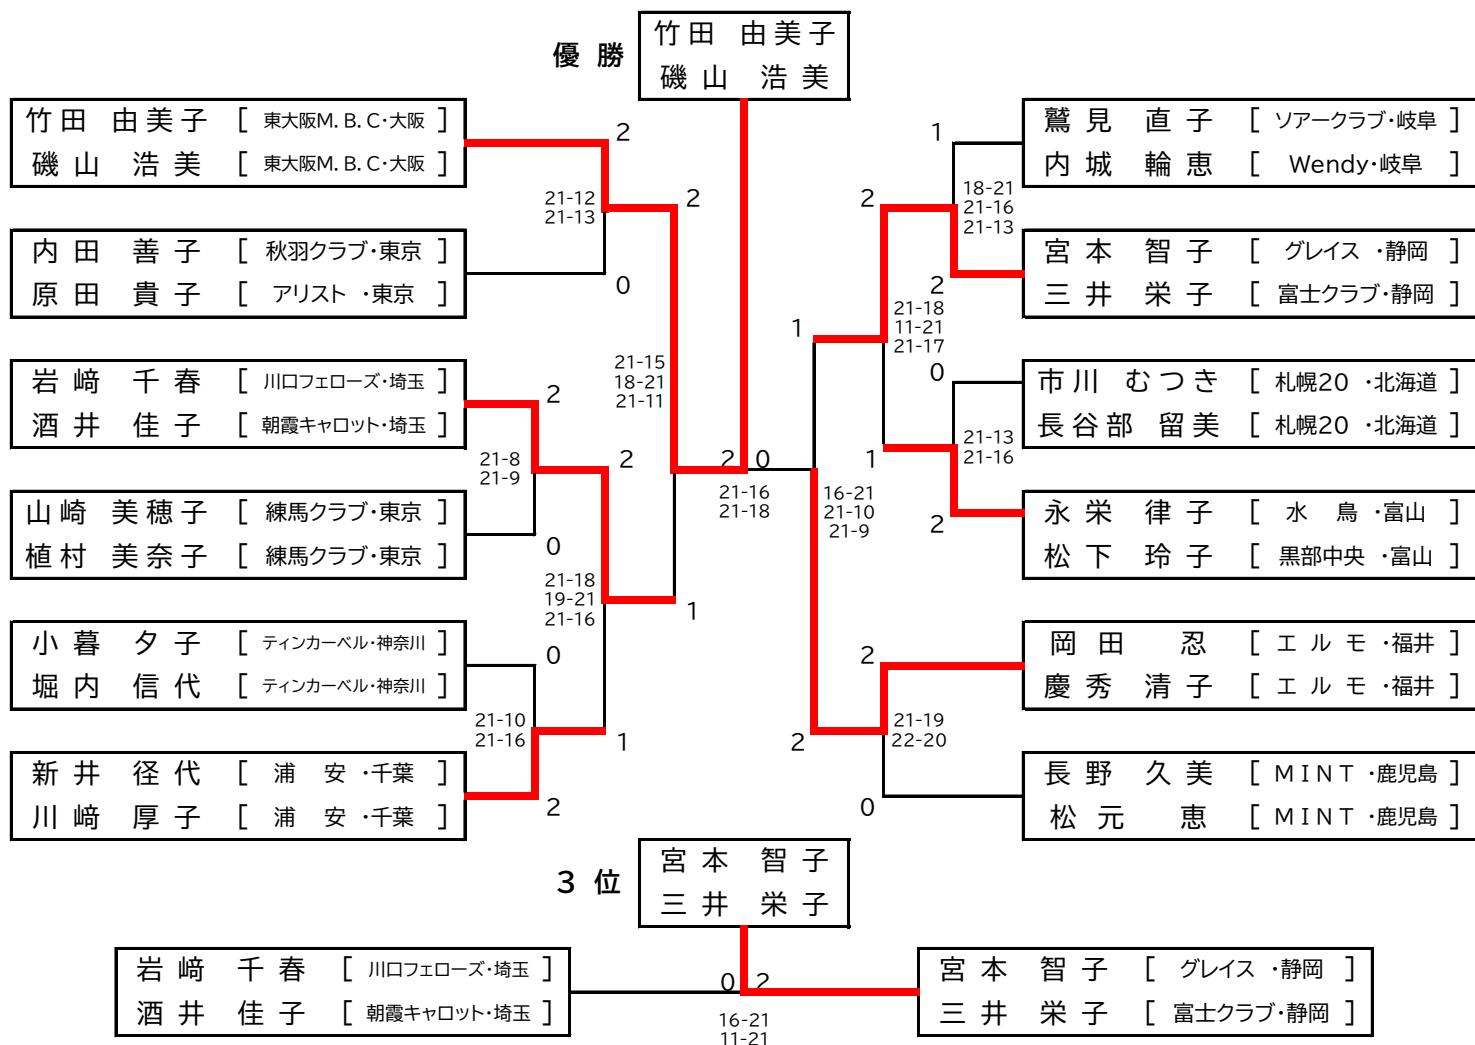 優 勝
竹田 由美子
磯山 浩美
竹田 由美子 [ 東大阪M.B.C・大阪 ]
磯山 浩美 [ 東大阪M.B.C・大阪 ]
2
21-12
21-13
2
内田 善子 [ 秋羽クラブ・東京 ]
原田 貴子 [ アリスト ・東京 ]
0
21-15
18-21
21-11
岩﨑 千春 [ 川口フェローズ・埼玉 ]
酒井 佳子 [ 朝霞キャロット・埼玉 ]
2
21-8
21-9
2
山崎 美穂子 [ 練馬クラブ・東京 ]
植村 美奈子 [ 練馬クラブ・東京 ]
0
21-18
19-21
21-16
1
小暮 夕子 [ ティンカーベル・神奈川 ]
堀内 信代 [ ティンカーベル・神奈川 ]
0
21-10
21-16
1
新井 径代 [ 浦 安 ・千葉 ]
川﨑 厚子 [ 浦 安 ・千葉 ]
2
2 0
21-16
21-18
鷲見 直子 [ ソアークラブ・岐阜 ]
内城 輪恵 [ Wendy・岐阜 ]
1
18-21
21-16
21-13
2
宮本 智子 [ グレイス ・静岡 ]
三井 栄子 [ 富士クラブ・静岡 ]
2
21-18
11-21
21-17
1
市川 むつき [ 札幌20 ・北海道 ]
長谷部 留美 [ 札幌20 ・北海道 ]
0
21-13
21-16
1
永栄 律子 [ 水 鳥 ・富山 ]
松下 玲子 [ 黒部中央 ・富山 ]
2
16-21
21-10
21-9
岡田 忍 [ エ ル モ ・福井 ]
慶秀 清子 [ エ ル モ ・福井 ]
2
21-19
22-20
2
長野 久美 [ MINT ・鹿児島 ]
松元 恵 [ MINT ・鹿児島 ]
0
3 位
宮本 智子
三井 栄子
岩﨑 千春 [ 川口フェローズ・埼玉 ]
酒井 佳子 [ 朝霞キャロット・埼玉 ]
0 2
16-21
11-21
宮本 智子 [ グレイス ・静岡 ]
三井 栄子 [ 富士クラブ・静岡 ]